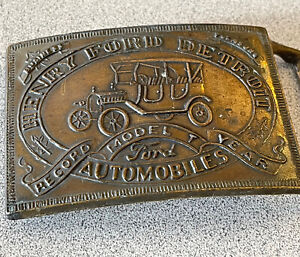 HENRY FORD DETROIT
RECORD MODEL T YEAR
Ford
AUTOMOBILES